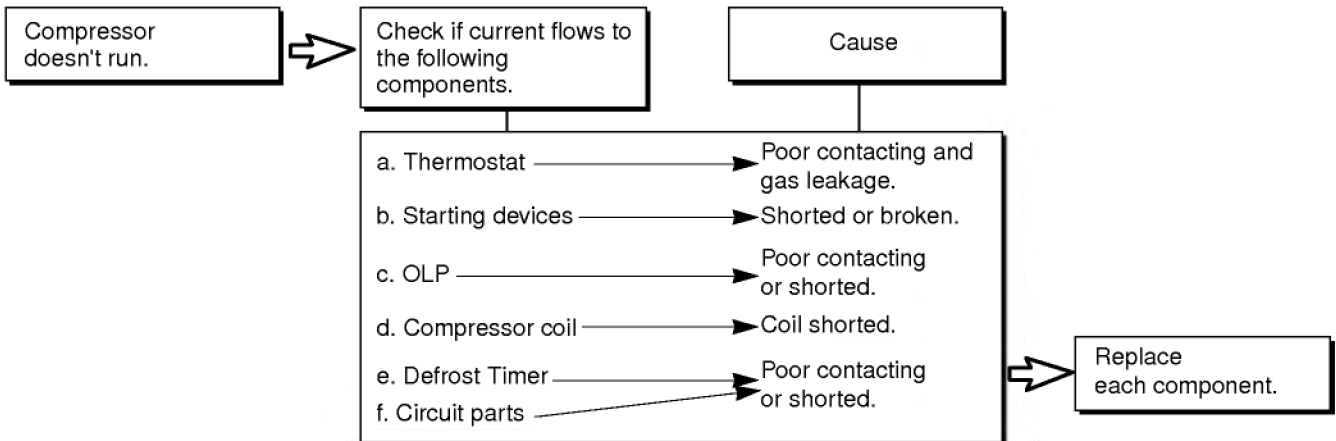 Compressor
doesn't run.
Check if current flows to
the following
components.
Cause
a. Thermostat
Poor contacting and
gas leakage.
b. Starting devices
Shorted or broken.
c. OLP
Poor contacting
or shorted.
d. Compressor coil
Coil shorted.
e. Defrost Timer
Poor contacting
or shorted.
f. Circuit parts
Replace
each component.